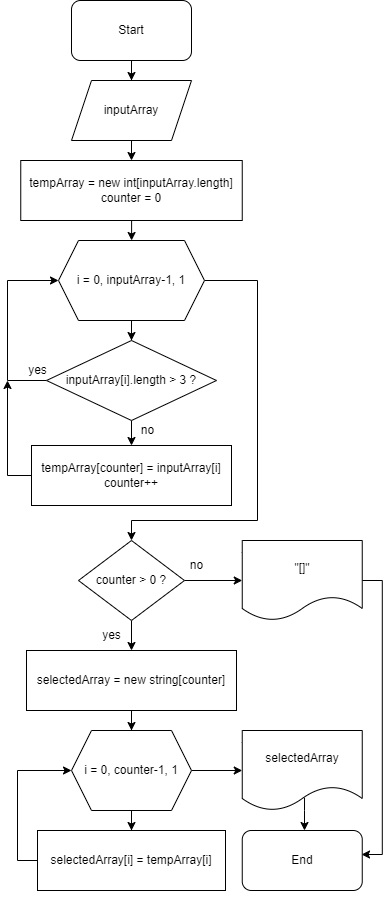 Start
inputArray
tempArray = new int[inputArray.length]
counter = 0
i = 0, inputArray-1, 1
yes
inputArray[i].length > 3 ?
no
tempArray[counter] = inputArray[i]
counter++
counter > 0 ?
no
"[]"
yes
selectedArray = new string[counter]
i = 0, counter-1, 1
selectedArray
selectedArray[i] = tempArray[i]
End